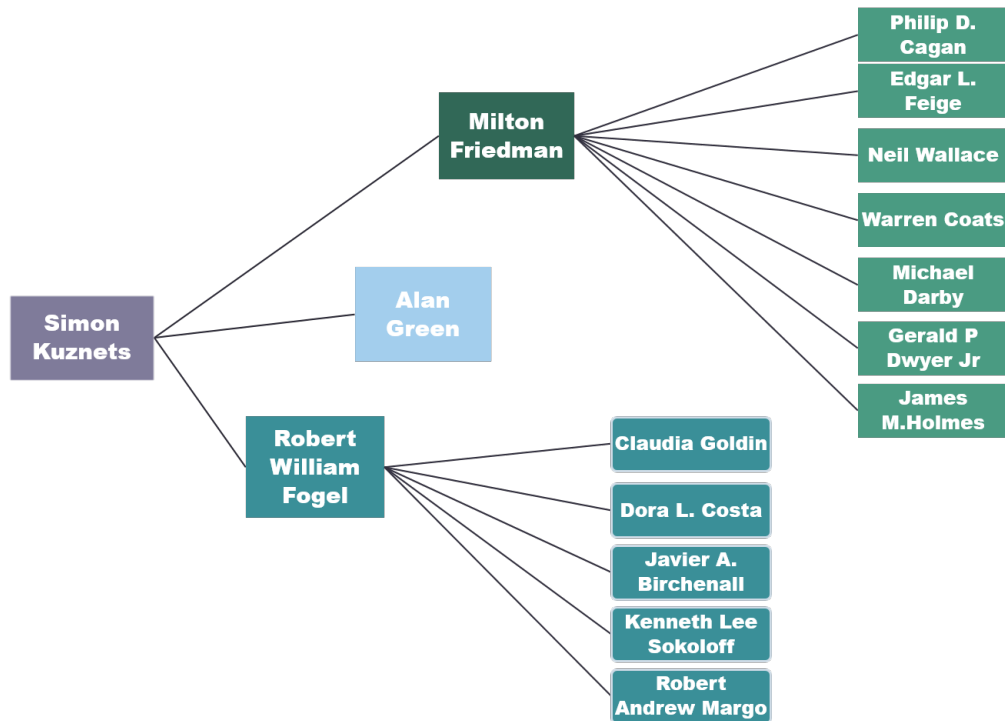 Philip D.
Cagan
Edgar L.
Feige
Milton
Friedman
Neil Wallace
Warren Coats
Michael
Darby
Alan
Green
Simon
Kuznets
Gerald P
Dwyer Jr
James
M.Holmes
Robert
William
Fogel
Claudia Goldin
Dora L. Costa
Javier A.
Birchenall
Kenneth Lee
Sokoloff
Robert
Andrew Margo